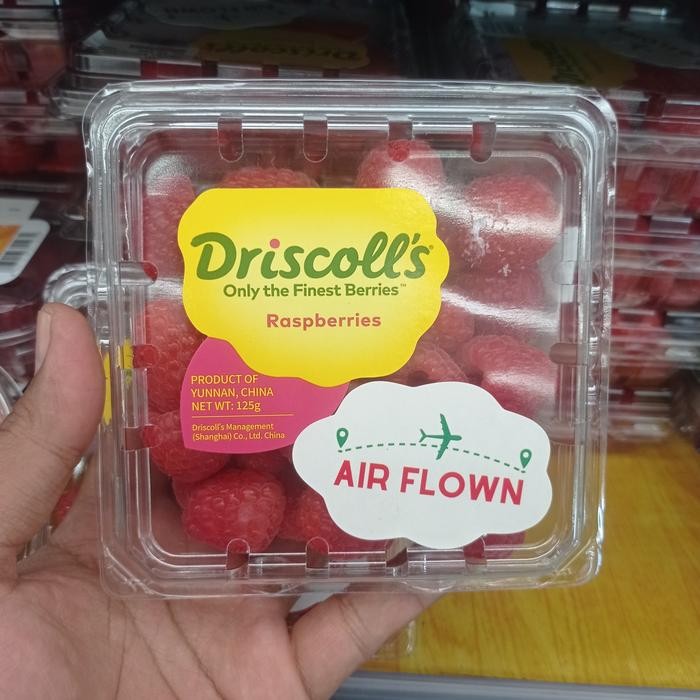 Driscoll's®
Only the Finest Berries™
Raspberries
PRODUCT OF
YUNNAN, CHINA
NET WT: 125g
Driscoll's Management
(Shanghai) Co., Ltd. China
AIR FLOWN